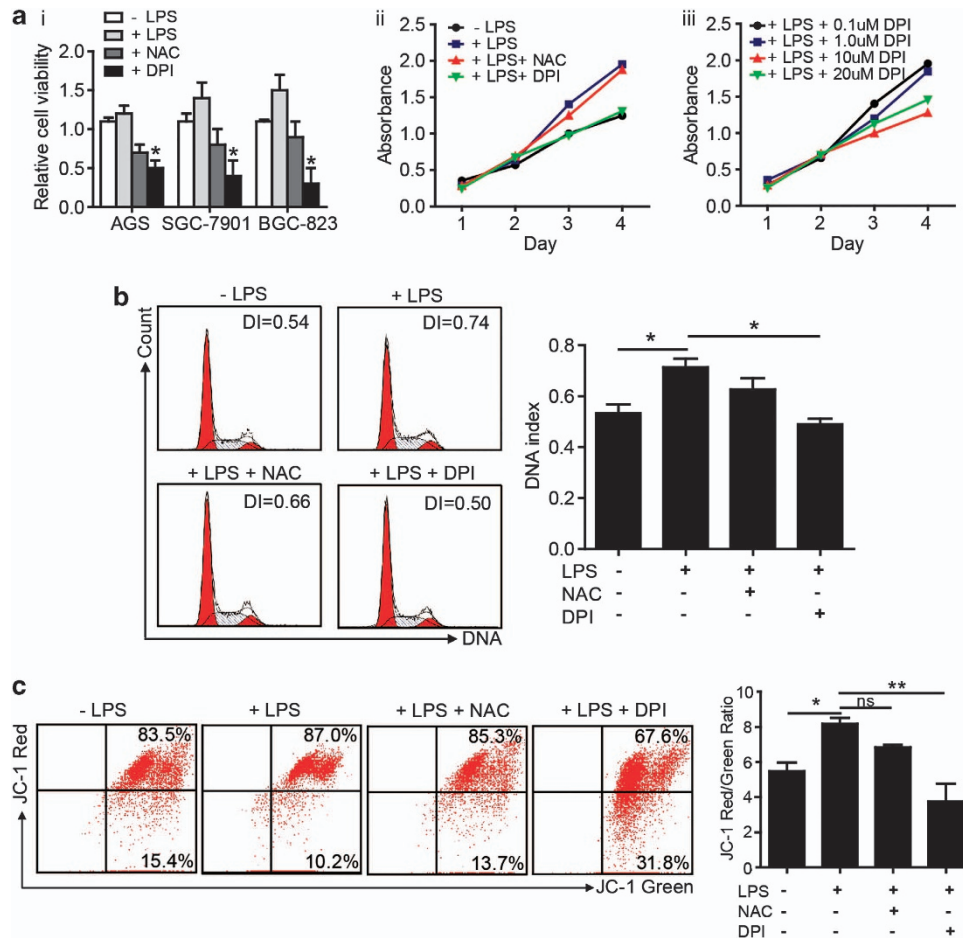 a
i
- LPS
+ LPS
+ NAC
+ DPI
Relative cell viability
2.0
1.5
1.0
0.5
0.0
* * *
AGS SGC-7901 BGC-823
ii
- LPS
+ LPS
+ LPS+ NAC
+ LPS+ DPI
Absorbance
2.5
2.0
1.5
1.0
0.5
0.0
1 2 3 4
Day
iii
+ LPS + 0.1uM DPI
+ LPS + 1.0uM DPI
+ LPS + 10uM DPI
+ LPS + 20uM DPI
Absorbance
2.5
2.0
1.5
1.0
0.5
0.0
1 2 3 4
Day
b
Count
- LPS
DI=0.54
+ LPS
DI=0.74
+ LPS + NAC
DI=0.66
+ LPS + DPI
DI=0.50
DNA
DNA index
0.8
0.6
0.4
0.2
0.0
* *
LPS - + + +
NAC - - + -
DPI - - - +
c
JC-1 Red
- LPS
83.5%
15.4%
+ LPS
87.0%
10.2%
+ LPS + NAC
85.3%
13.7%
+ LPS + DPI
67.6%
31.8%
JC-1 Green
JC-1 Red/Green Ratio
10
8
6
4
2
0
* ns **
LPS - + + +
NAC - - + -
DPI - - - +